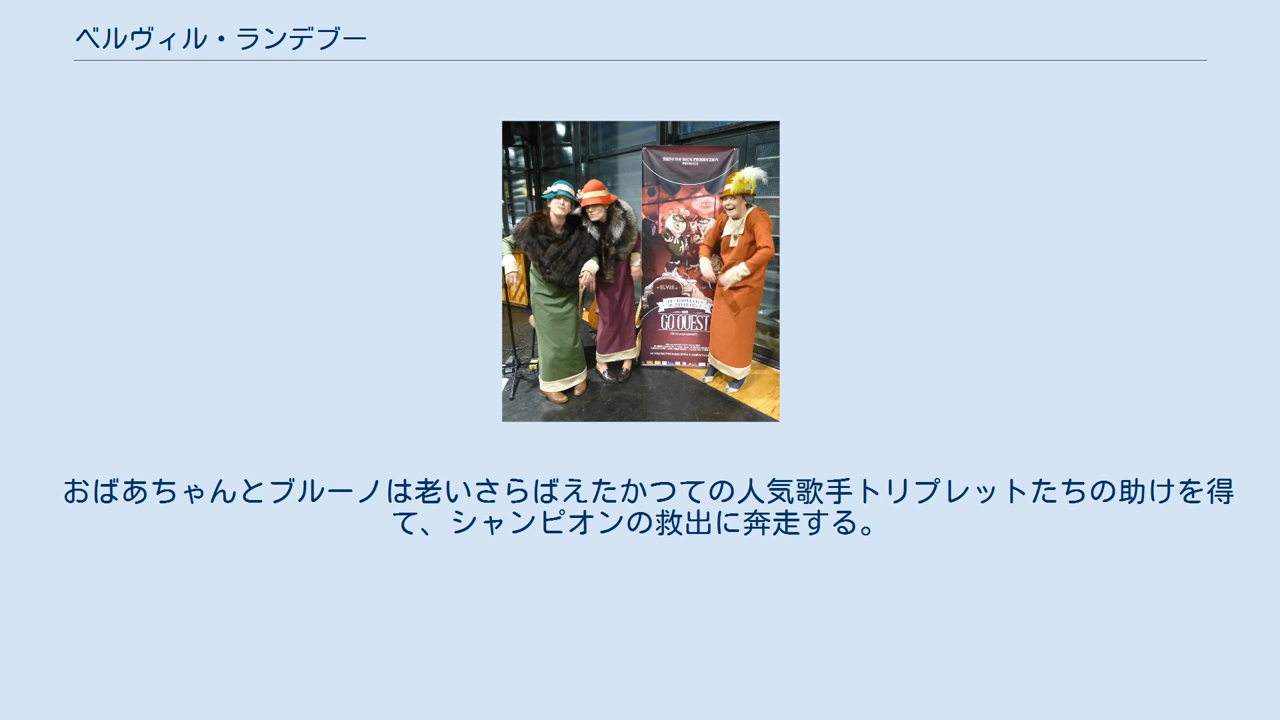 ベルヴィル・ランデブー
GO OUEST
おばあちゃんとブルーノは老いさらばえたかつての人気歌手トリプレットたちの助けを得
て、シャンピオンの救出に奔走する。